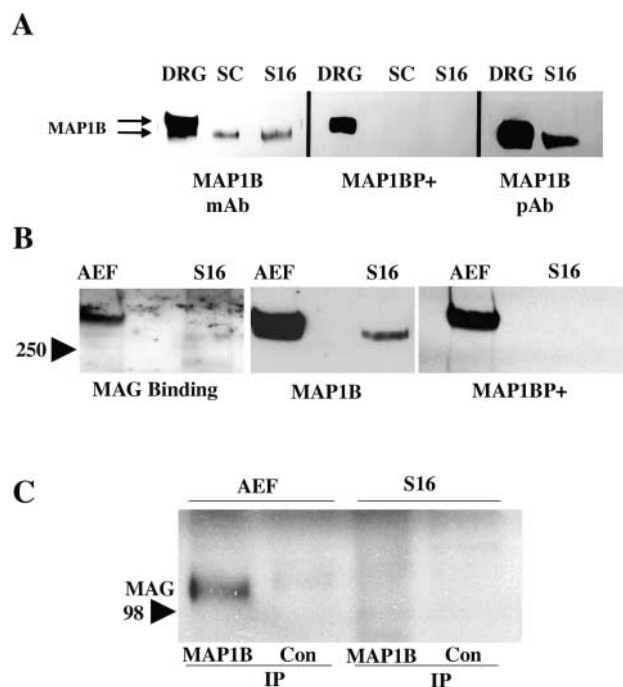 A
DRG SC S16 DRG SC S16 DRG S16
MAP1B
MAP1B mAb MAP1BP+ MAP1B pAb
B
AEF S16 AEF S16 AEF S16
250
MAG Binding MAP1B MAP1BP+
C
AEF S16
MAG
98
MAP1B Con MAP1B Con
IP IP